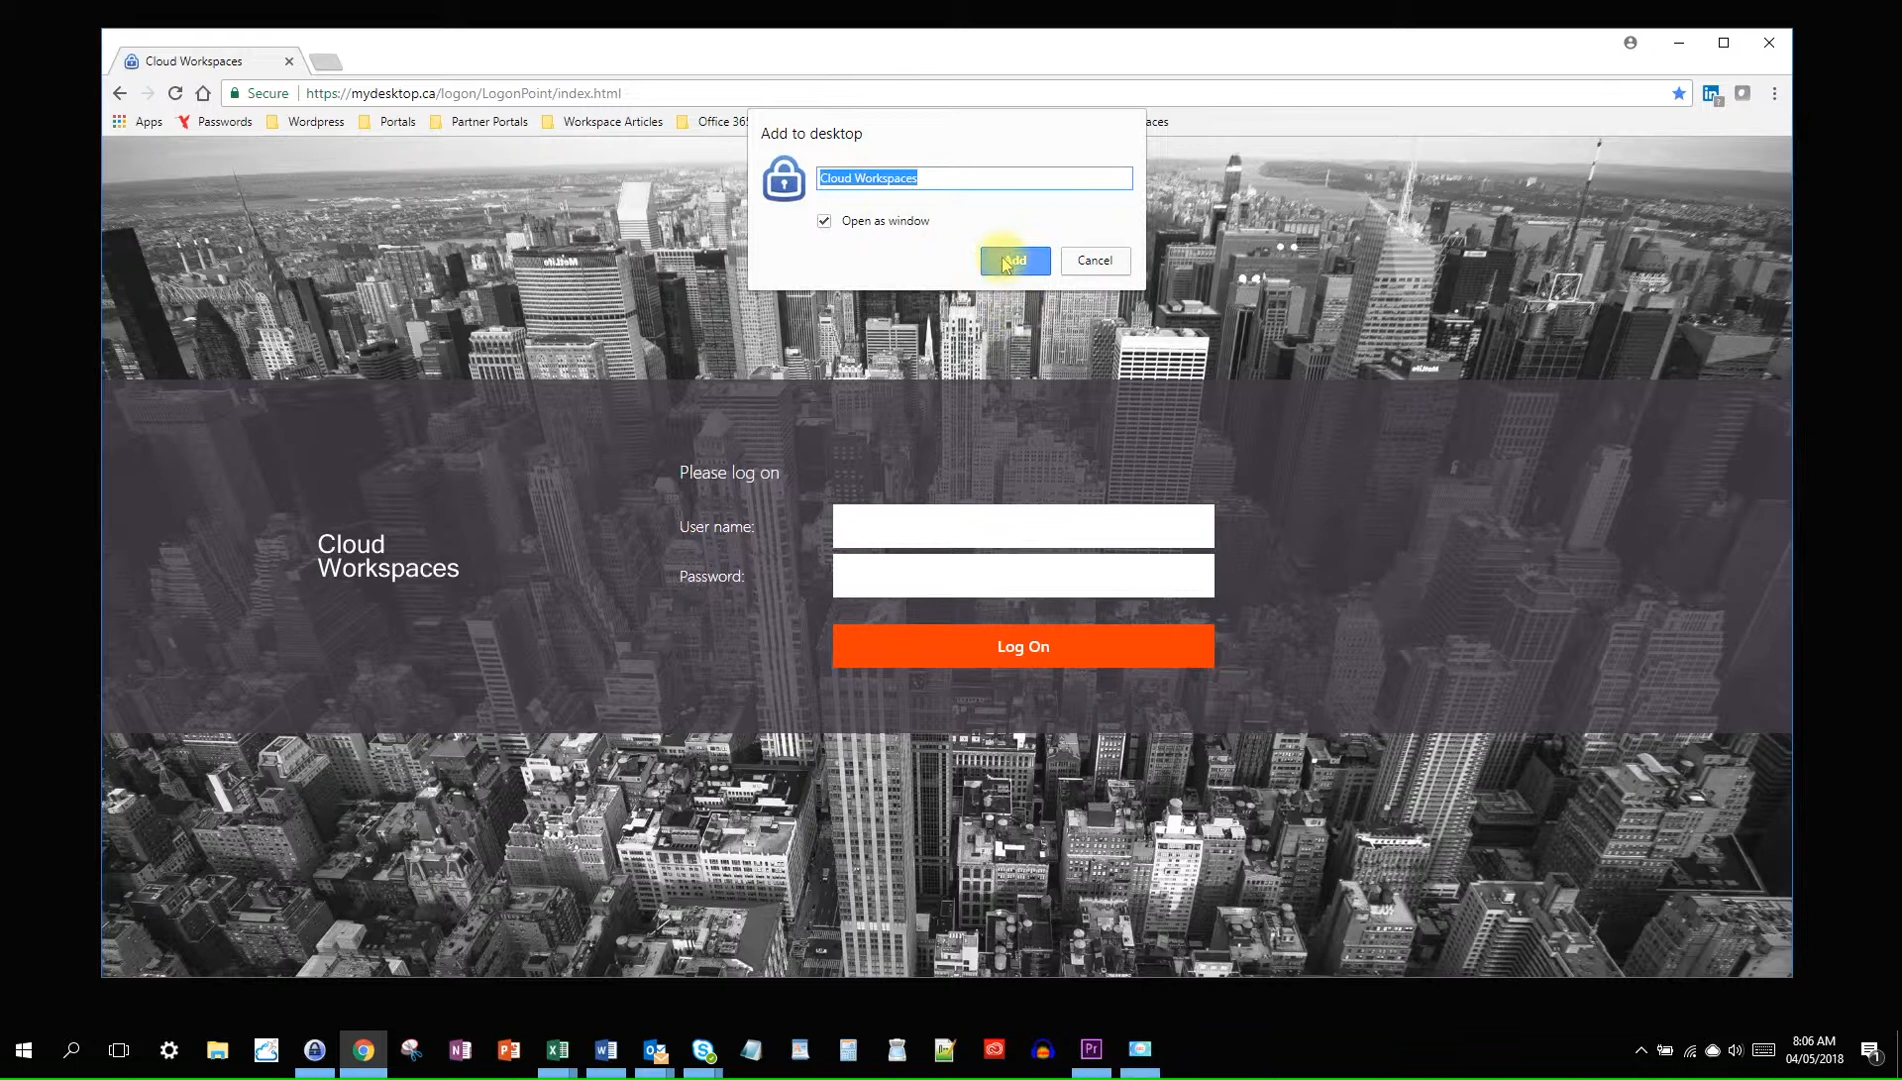 Cloud Workspaces
Secure https://mydesktop.ca/logon/LogonPoint/index.html
Apps Passwords Wordpress Portals Partner Portals Workspace Articles Office 365
Add to desktop
Cloud Workspaces
Open as window
Add Cancel
MetLife
Please log on
User name:
Password:
Cloud
Workspaces
Log On
8:06 AM
04/05/2018